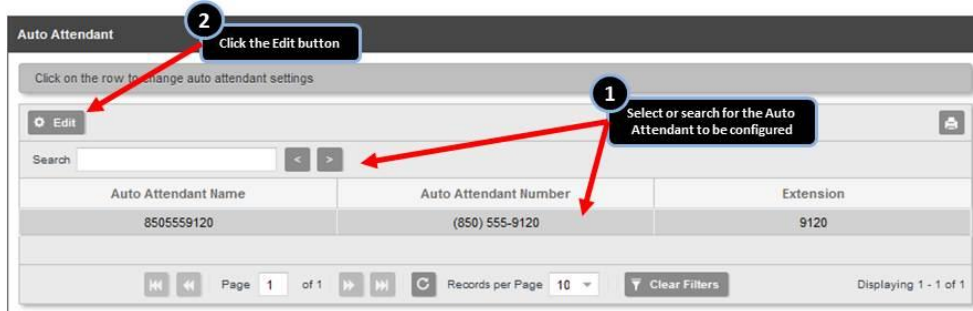 2
Auto Attendant
Click the Edit button
Click on the row to change auto attendant settings
1
Select or search for the Auto
Attendant to be configured
Edit
Search < >
Auto Attendant Name Auto Attendant Number Extension
8505559120 (850) 555-9120 9120
Page 1 of 1 Records per Page 10 Clear Filters Displaying 1 - 1 of 1